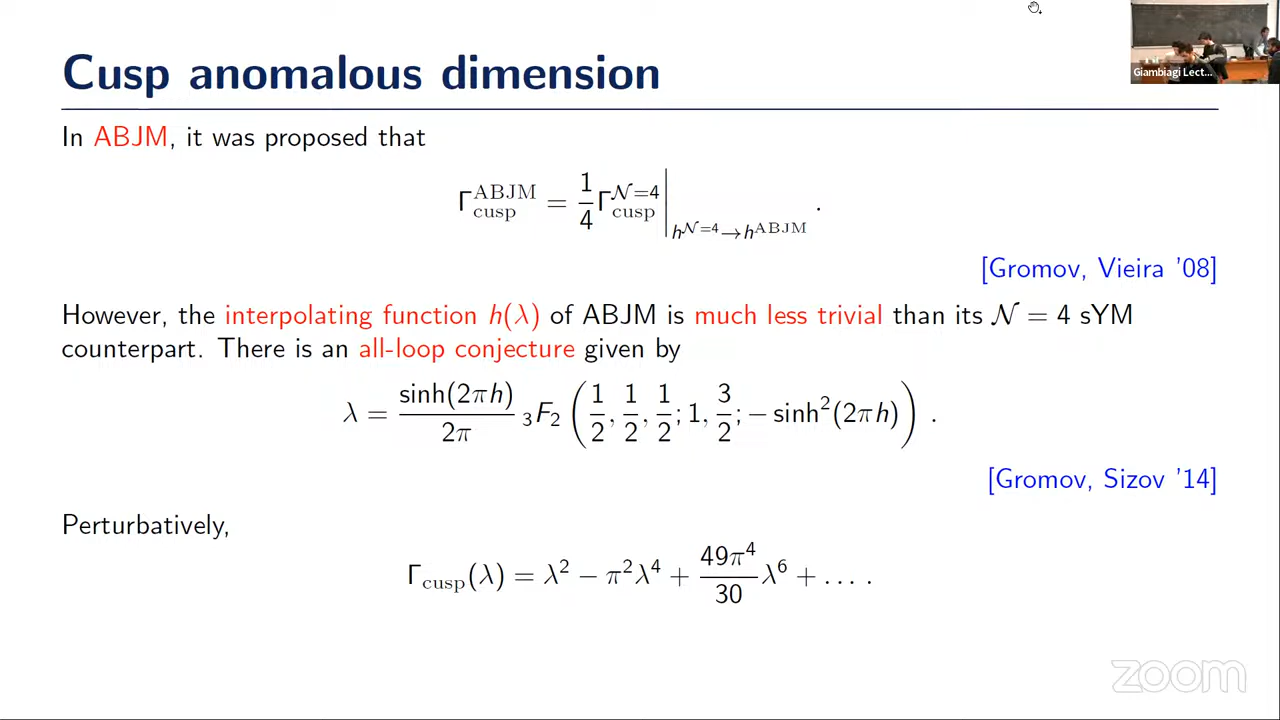 Giambiagi Lect...
Cusp anomalous dimension
In ABJM, it was proposed that
Γ_cusp^ABJM = 1/4 Γ_cusp^{𝒩=4} |_{h^{𝒩=4} → h^ABJM} .
[Gromov, Vieira '08]
However, the interpolating function h(λ) of ABJM is much less trivial than its 𝒩 = 4 sYM
counterpart. There is an all-loop conjecture given by
λ = sinh(2πh)/2π ₃F₂ (1/2, 1/2, 1/2; 1, 3/2; − sinh²(2πh)) .
[Gromov, Sizov '14]
Perturbatively,
Γ_cusp(λ) = λ² − π²λ⁴ + 49π⁴/30 λ⁶ + … .
zoom